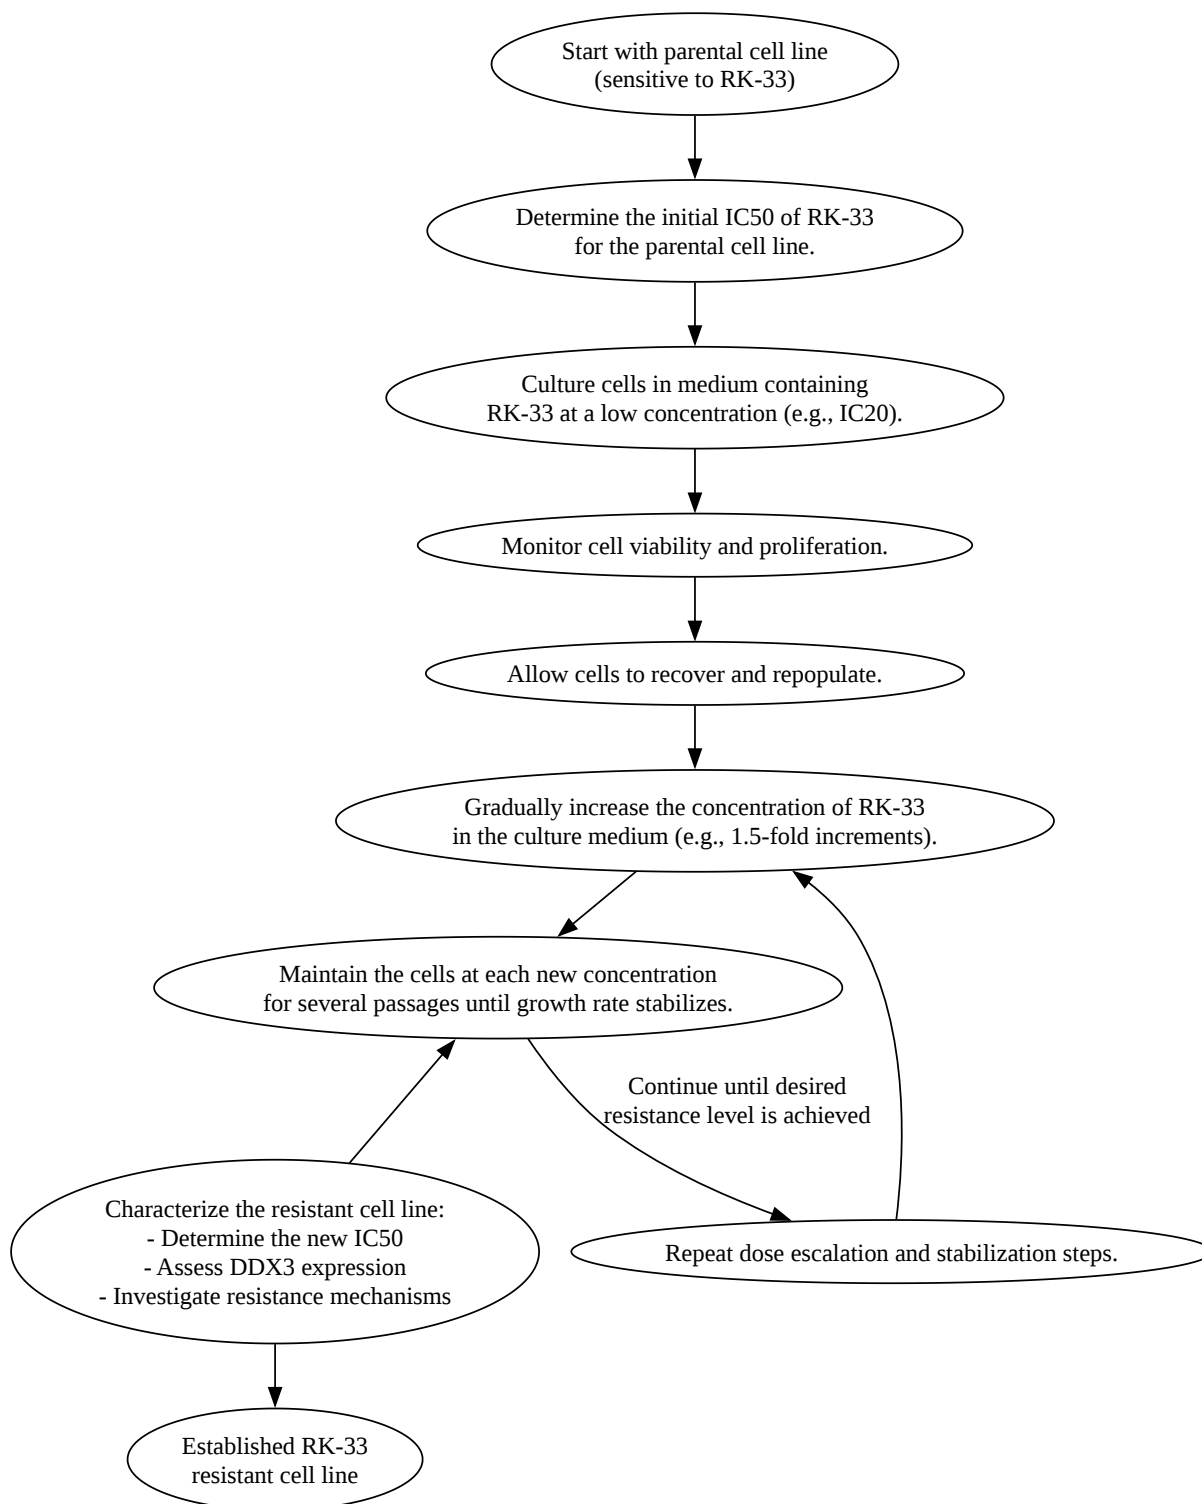 Start with parental cell line
(sensitive to RK-33)
Determine the initial IC50 of RK-33
for the parental cell line.
Culture cells in medium containing
RK-33 at a low concentration (e.g., IC20).
Monitor cell viability and proliferation.
Allow cells to recover and repopulate.
Gradually increase the concentration of RK-33
in the culture medium (e.g., 1.5-fold increments).
Maintain the cells at each new concentration
for several passages until growth rate stabilizes.
Continue until desired
resistance level is achieved
Characterize the resistant cell line:
- Determine the new IC50
- Assess DDX3 expression
- Investigate resistance mechanisms
Repeat dose escalation and stabilization steps.
Established RK-33
resistant cell line